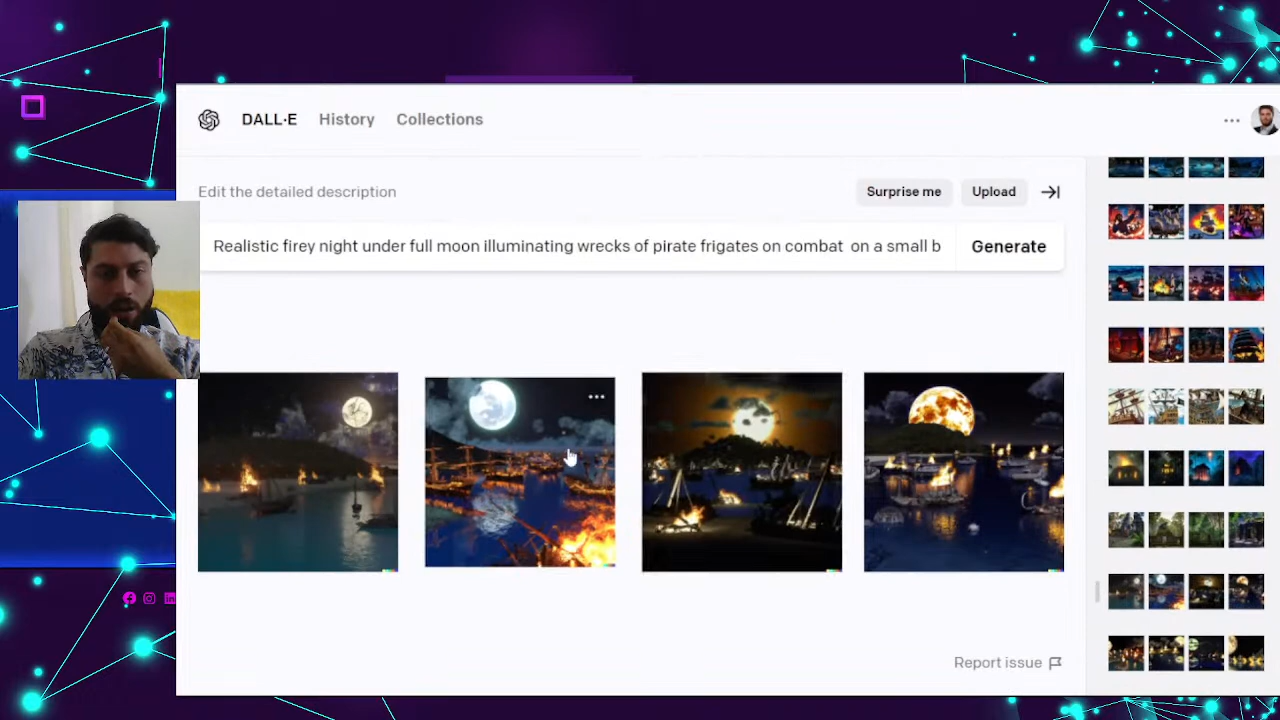 DALL·E History Collections
Edit the detailed description
Surprise me
Upload
Realistic firey night under full moon illuminating wrecks of pirate frigates on combat on a small b
Generate
Report issue